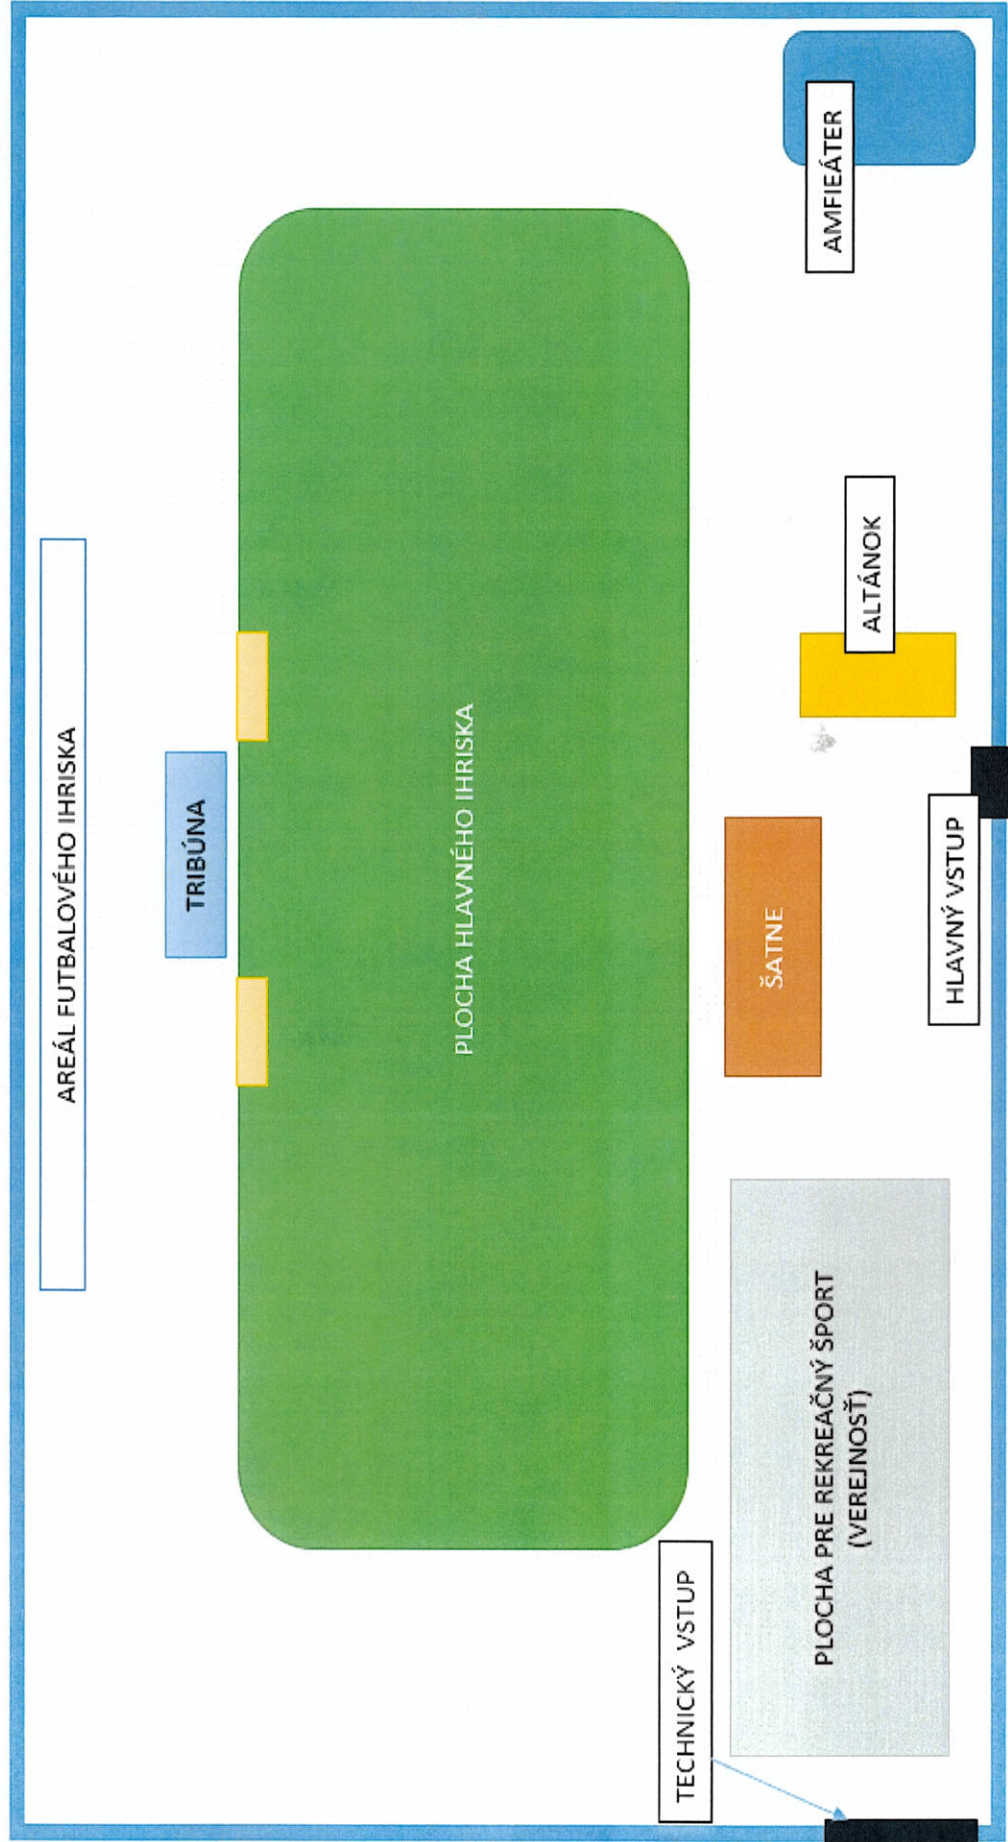 AREÁL FUTBALOVÉHO IHRISKA
TRIBÚNA
PLOCHA HLAVNÉHO IHRISKA
TECHNICKÝ VSTUP
PLOCHA PRE REKREAČNÝ ŠPORT
(VEREJNOSŤ)
ŠATNE
HLAVNÝ VSTUP
ALTÁNOK
AMFIEÁTER